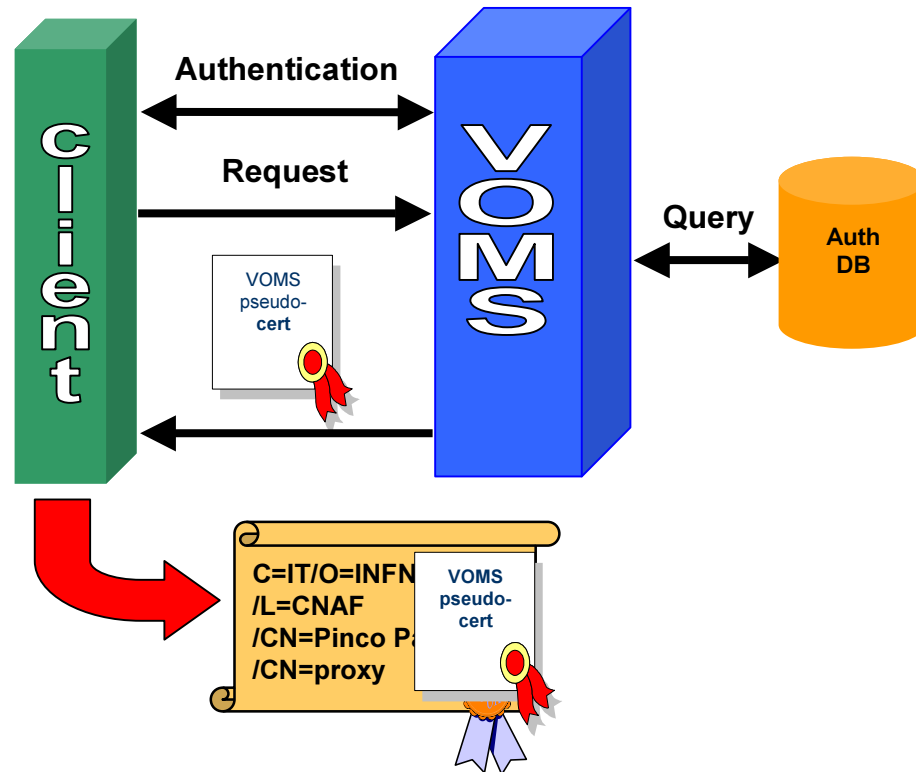 Authentication
Client
VOMS
Request
Query
Auth
DB
VOMS
pseudo-
cert
C=IT/O=INFN
/L=CNAF
/CN=Pinco
/CN=proxy
VOMS
pseudo-
cert